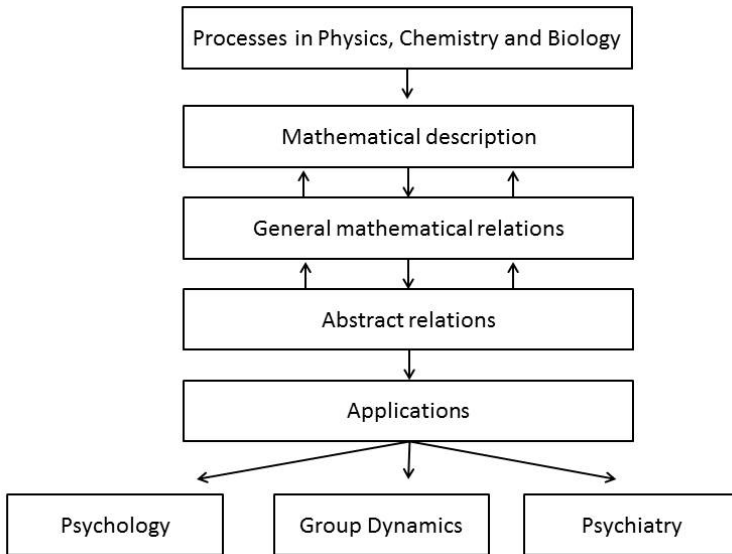 Processes in Physics, Chemistry and Biology
Mathematical description
General mathematical relations
Abstract relations
Applications
Psychology
Group Dynamics
Psychiatry